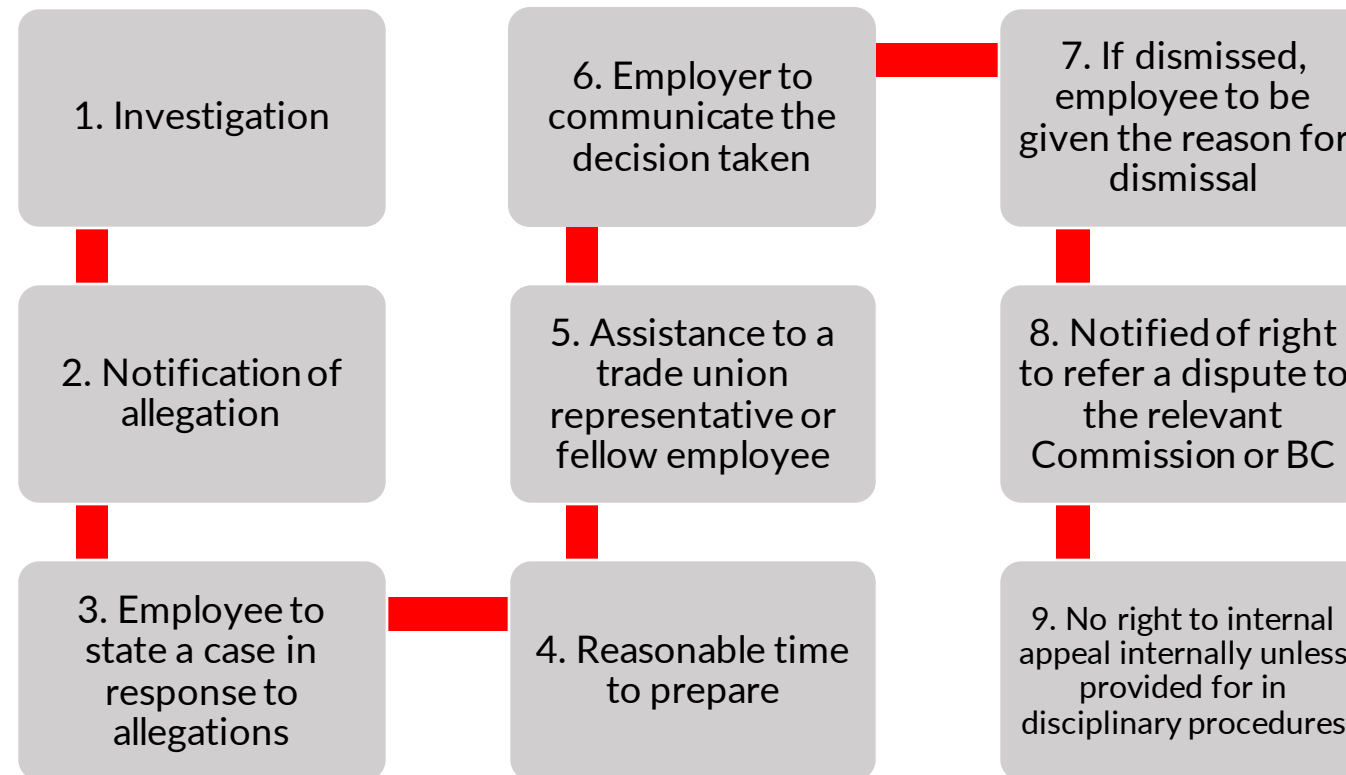 1. Investigation
2. Notification of
allegation
3. Employee to
state a case in
response to
allegations
4. Reasonable time
to prepare
5. Assistance to a
trade union
representative or
fellow employee
6. Employer to
communicate the
decision taken
7. If dismissed,
employee to be
given the reason for
dismissal
8. Notified of right
to refer a dispute to
the relevant
Commission or BC
9. No right to internal
appeal internally unless
provided for in
disciplinary procedures